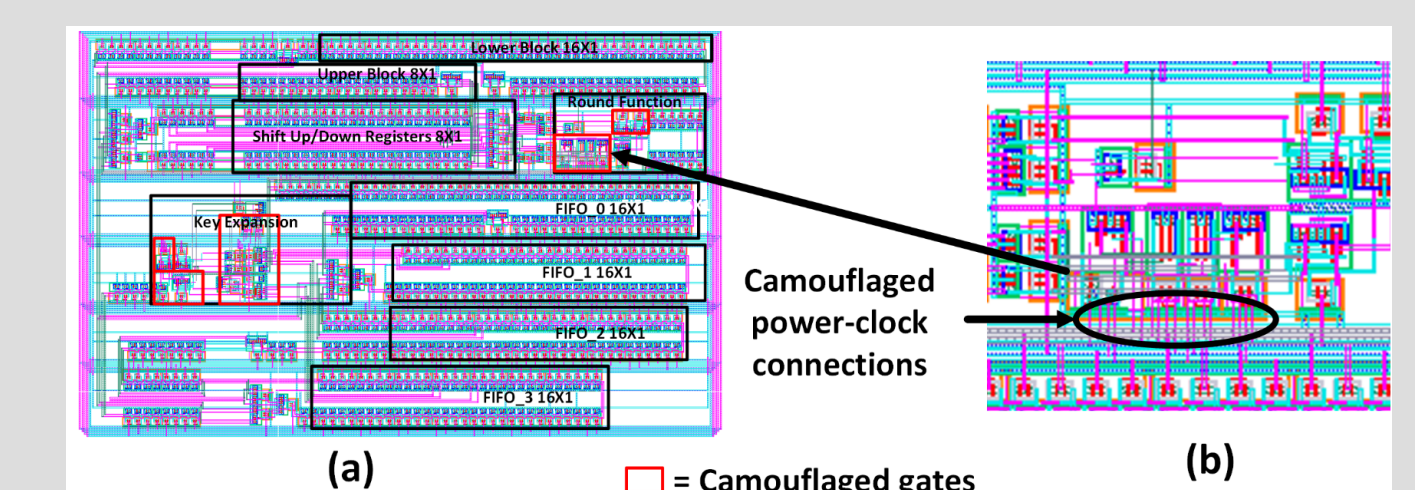 Lower Block 16X1
Upper Block 8X1
Round Function
Shift Up/Down Registers 8X1
FIFO_0 16X1
Key Expansion
FIFO_1 16X1
FIFO_2 16X1
FIFO_3 16X1
Camouflaged
power-clock
connections
(a)
(b)
= Camouflaged gates